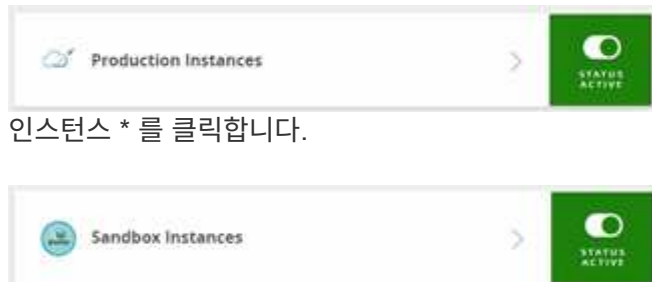 Production Instances
STATUS
ACTIVE
인스턴스 * 를 클릭합니다.
Sandbox Instances
STATUS
ACTIVE